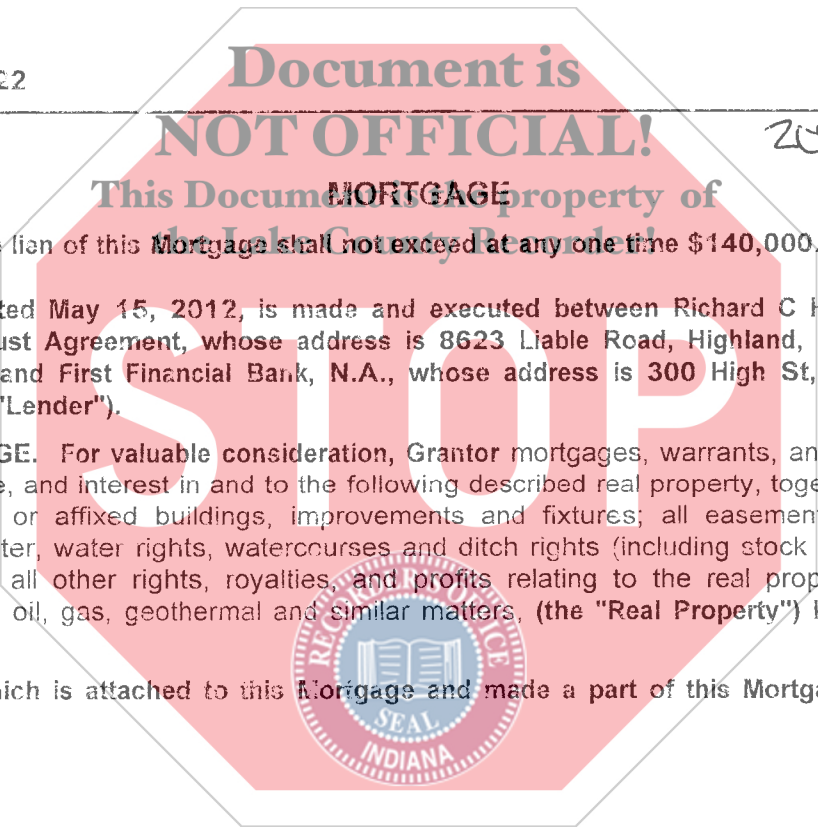 Document is
22
NOT OFFICIAL!
This Document is the property of
MORTGAGE
the Lake County Recorder!
lien of this Mortgage shall not exceed at any one time $140,000.
ted May 15, 2012, is made and executed between Richard C H
ust Agreement, whose address is 8623 Liable Road, Highland,
and First Financial Bank, N.A., whose address is 300 High St,
"Lender").
GE. For valuable consideration, Grantor mortgages, warrants, an
e, and interest in and to the following described real property, toge
or affixed buildings, improvements and fixtures; all easemen
ter, water rights, watercourses and ditch rights (including stock
all other rights, royalties, and profits relating to the real prop
oil, gas, geothermal and similar matters, (the "Real Property")
hich is attached to this Mortgage and made a part of this Mortga
STOP
RECORDER'S OFFICE
SEAL
INDIANA